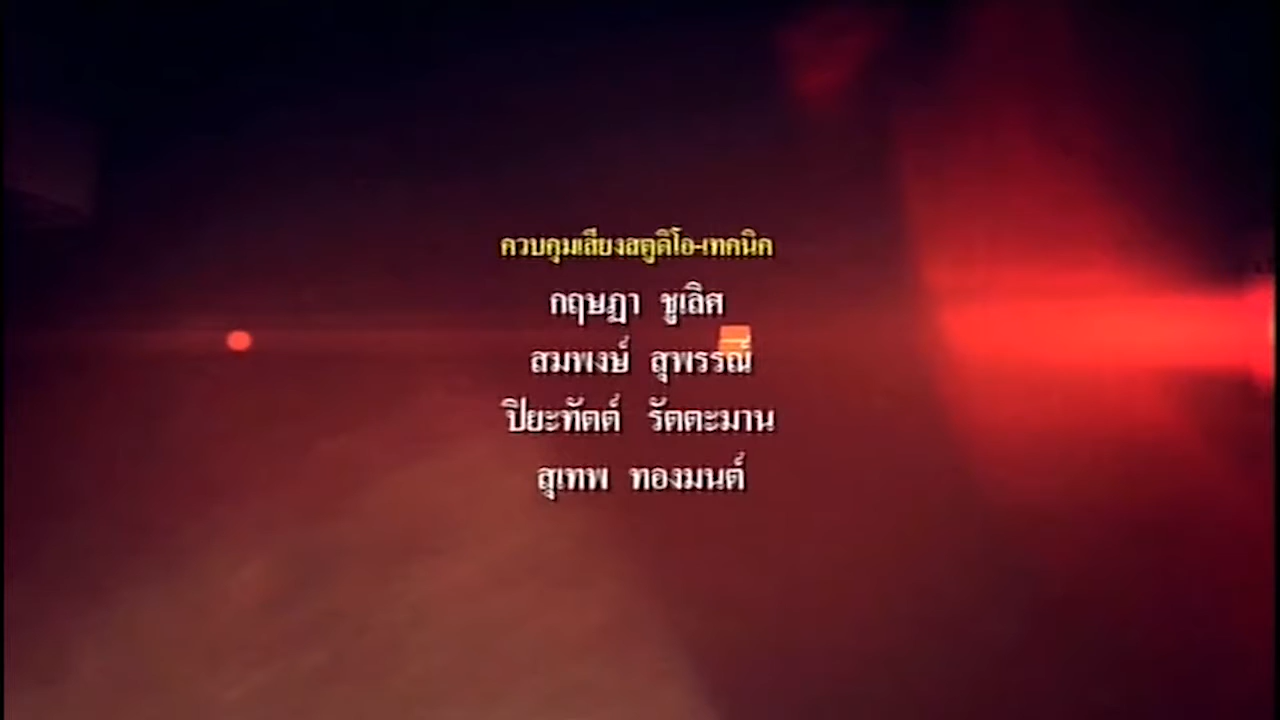 ควบคุมเสียงสตูดิโอ-เทคนิค
กฤษฎา ชูเลิศ
สมพงษ์ สุพรรณ์
ปิยะทัตต์ รัตตะมาน
สุเทพ ทองมนต์